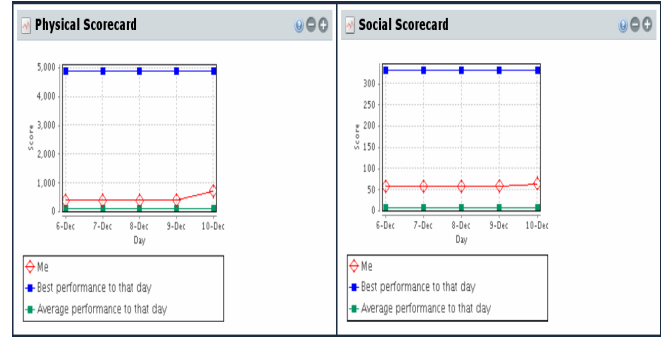 Physical Scorecard
5,000
4,000
3,000
2,000
1,000
0
Score
6-Dec 7-Dec 8-Dec 9-Dec 10-Dec
Day
Me
Best performance to that day
Average performance to that day
Social Scorecard
300
250
200
150
100
50
0
Score
6-Dec 7-Dec 8-Dec 9-Dec 10-Dec
Day
Me
Best performance to that day
Average performance to that day